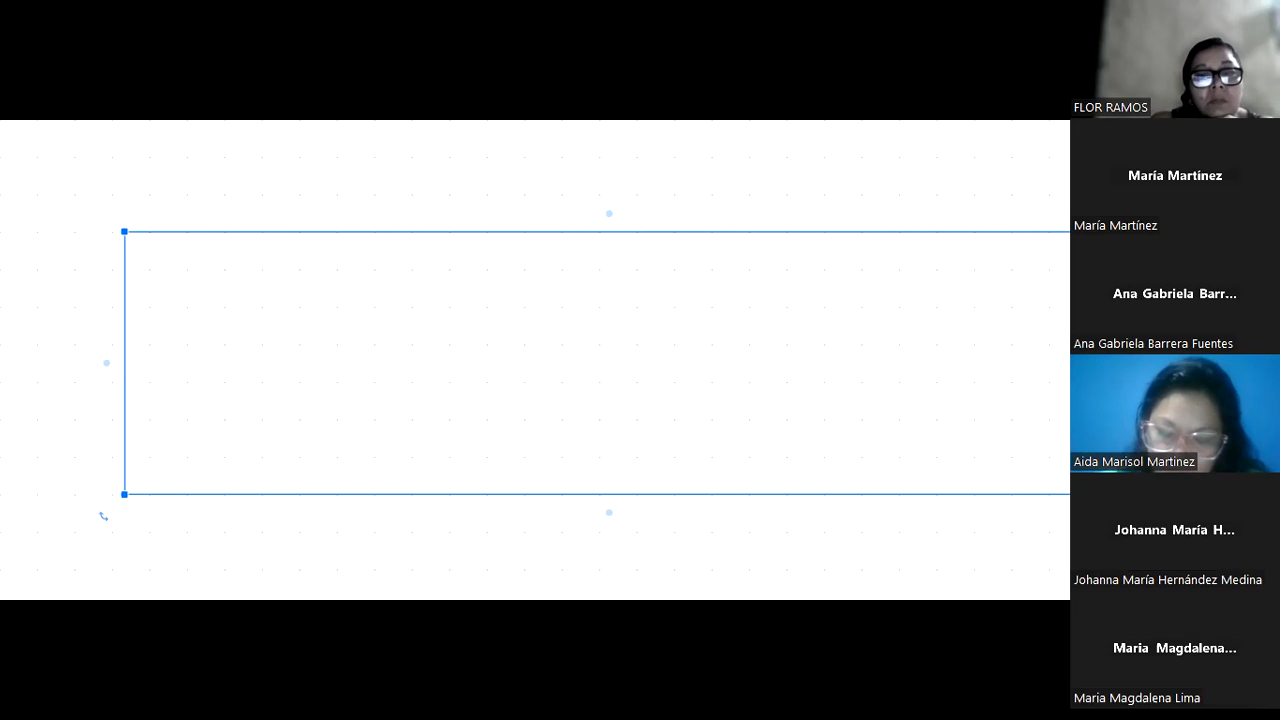 FLOR RAMOS
María Martínez
María Martínez
Ana Gabriela Barr...
Ana Gabriela Barrera Fuentes
Aida Marisol Martinez
Johanna María H...
Johanna María Hernández Medina
Maria Magdalena...
Maria Magdalena Lima